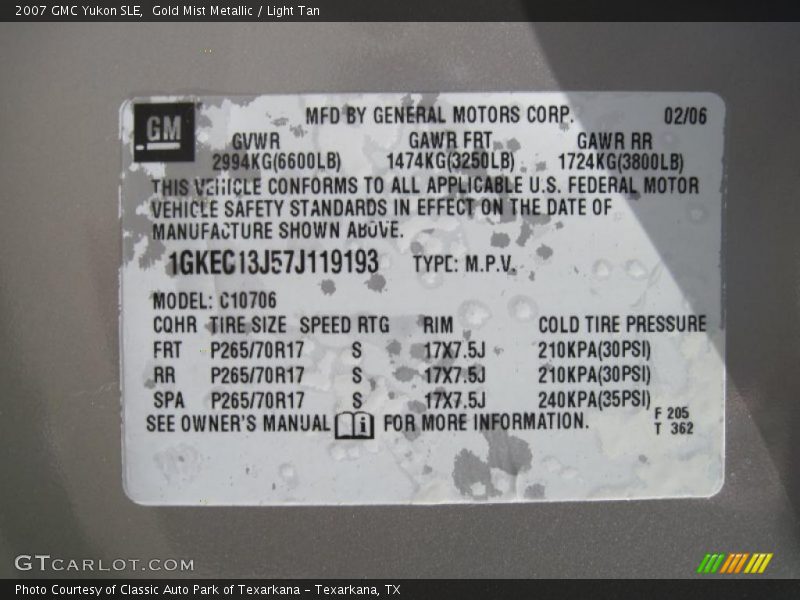 2007 GMC Yukon SLE, Gold Mist Metallic / Light Tan
GM
MFD BY GENERAL MOTORS CORP. 02/06
GVWR GAWR FRT GAWR RR
2994KG(6600LB) 1474KG(3250LB) 1724KG(3800LB)
THIS VEHICLE CONFORMS TO ALL APPLICABLE U.S. FEDERAL MOTOR
VEHICLE SAFETY STANDARDS IN EFFECT ON THE DATE OF
MANUFACTURE SHOWN ABOVE.
1GKEC13J57J119193 TYPE: M.P.V.
MODEL: C10706
CQHR TIRE SIZE SPEED RTG RIM COLD TIRE PRESSURE
FRT P265/70R17 S 17X7.5J 210KPA(30PSI)
RR P265/70R17 S 17X7.5J 210KPA(30PSI)
SPA P265/70R17 S 17X7.5J 240KPA(35PSI)
SEE OWNER'S MANUAL i FOR MORE INFORMATION.
F 205
T 362
GTCARLOT.COM
Photo Courtesy of Classic Auto Park of Texarkana - Texarkana, TX